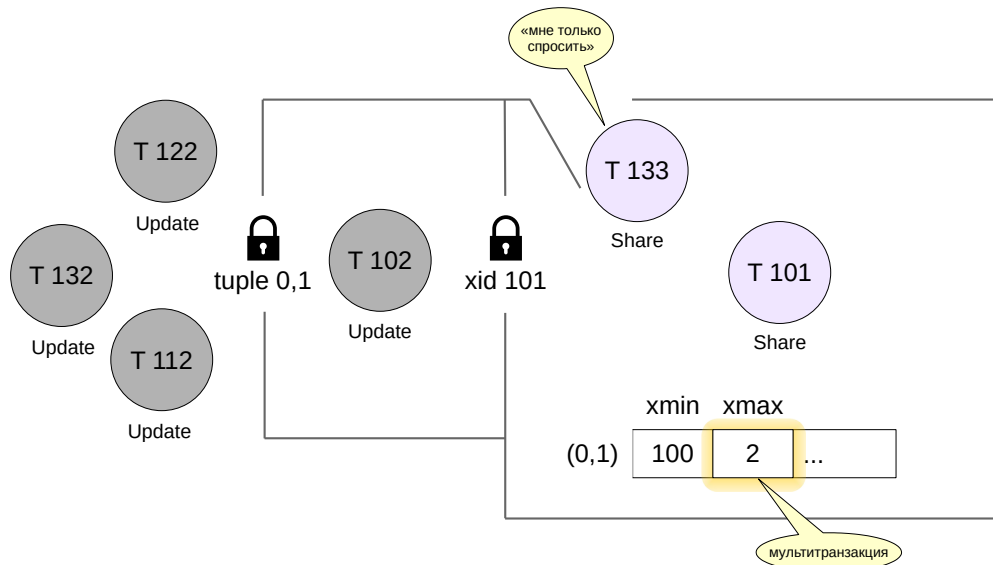 «мне только
спросить»
T 122
Update
T 133
Share
T 132
Update
tuple 0,1
T 102
Update
xid 101
T 101
Share
T 112
Update
xmin xmax
(0,1) 100 2 ...
мультитранзакция